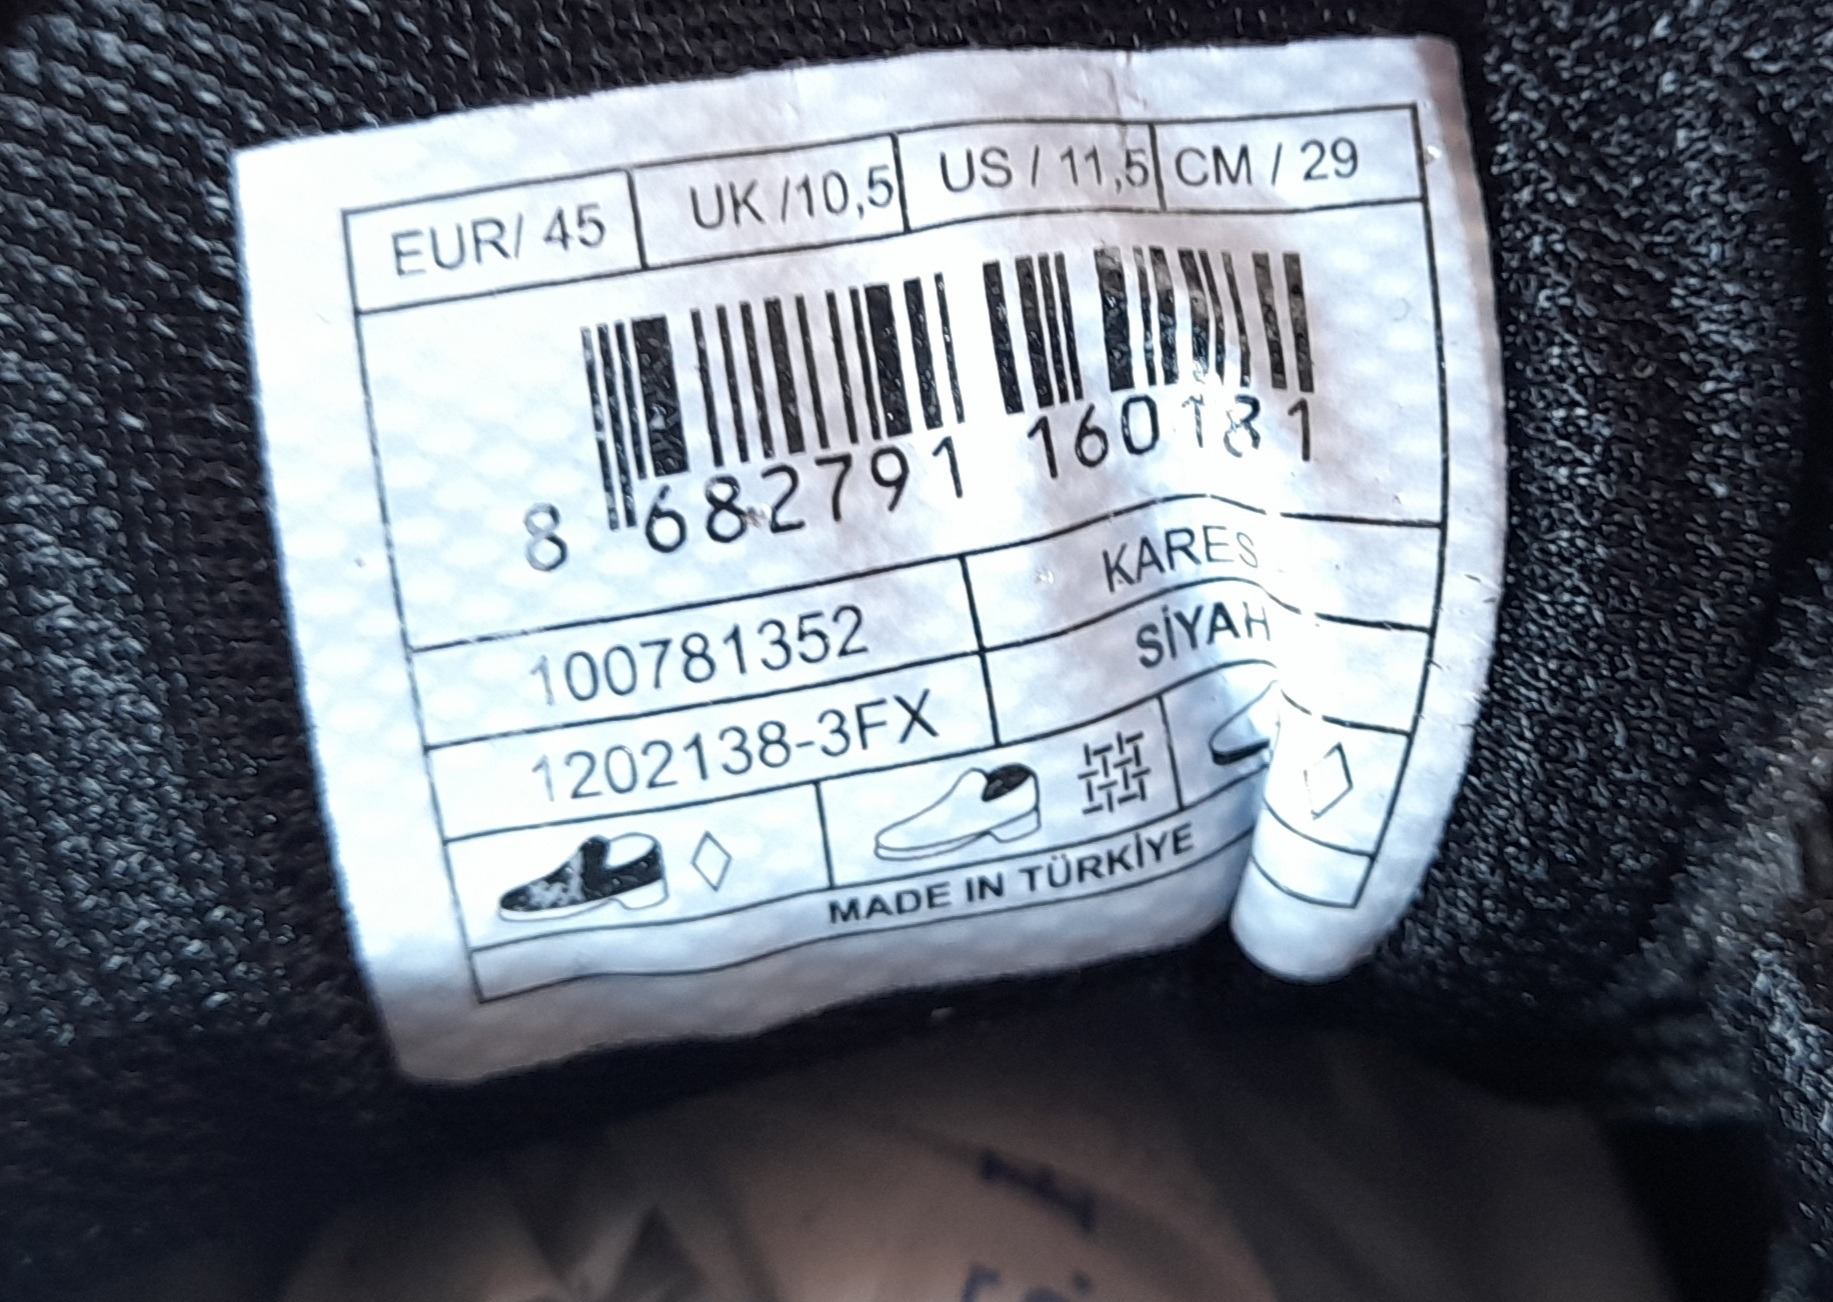 EUR/ 45 UK /10,5 US / 11,5 CM / 29
8 682791 160181
100781352 KARES
1202138-3FX SİYAH
MADE IN TÜRKİYE